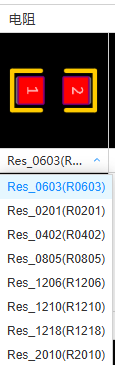 电阻
1 2
Res_0603(R...
Res_0603(R0603)
Res_0201(R0201)
Res_0402(R0402)
Res_0805(R0805)
Res_1206(R1206)
Res_1210(R1210)
Res_1218(R1218)
Res_2010(R2010)